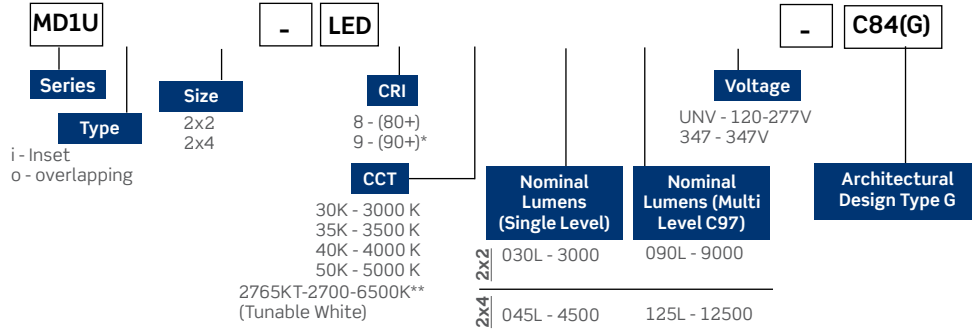 MD1U - LED - C84(G)
Series
Type
i - Inset
o - overlapping
Size
2x2
2x4
CRI
8 - (80+)
9 - (90+)*
CCT
30K - 3000 K
35K - 3500 K
40K - 4000 K
50K - 5000 K
2765KT-2700-6500K**
(Tunable White)
Nominal
Lumens
(Single Level)
Nominal
Lumens (Multi
Level C97)
2x2 030L - 3000 090L - 9000
2x4 045L - 4500 125L - 12500
Voltage
UNV - 120-277V
347 - 347V
Architectural
Design Type G